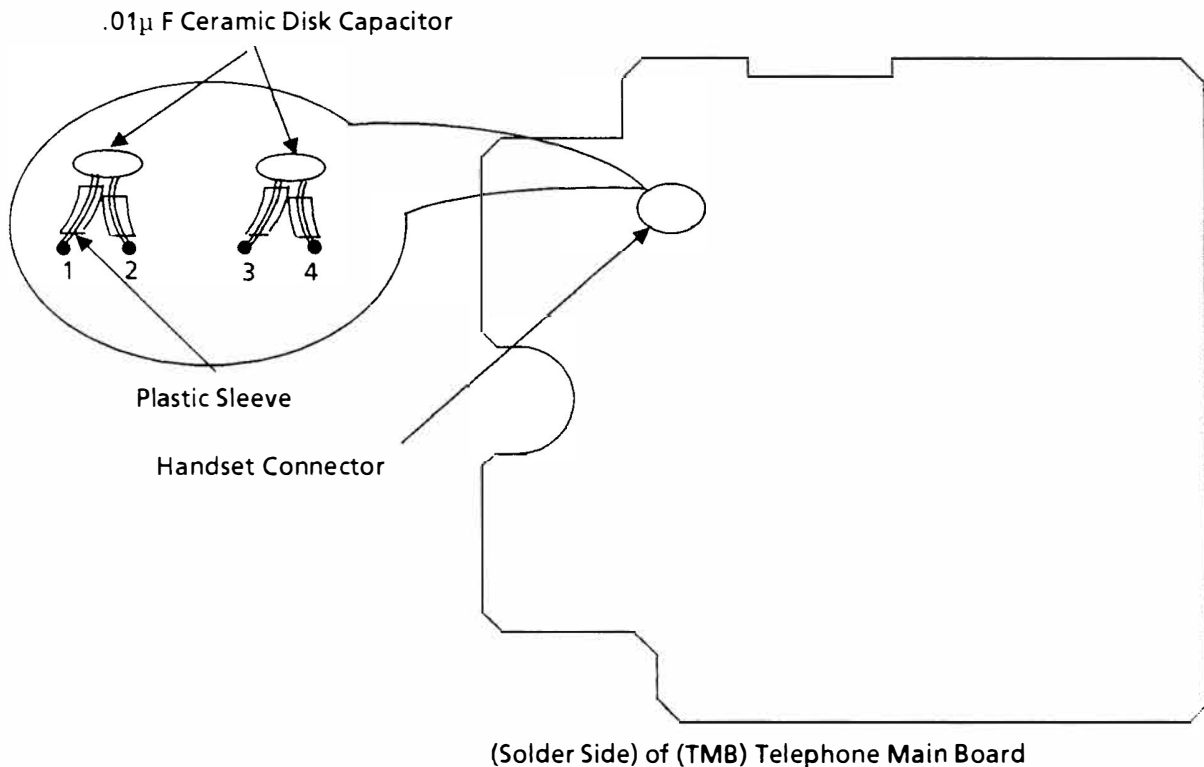 .01μ F Ceramic Disk Capacitor
1 2 3 4
Plastic Sleeve
Handset Connector
(Solder Side) of (TMB) Telephone Main Board